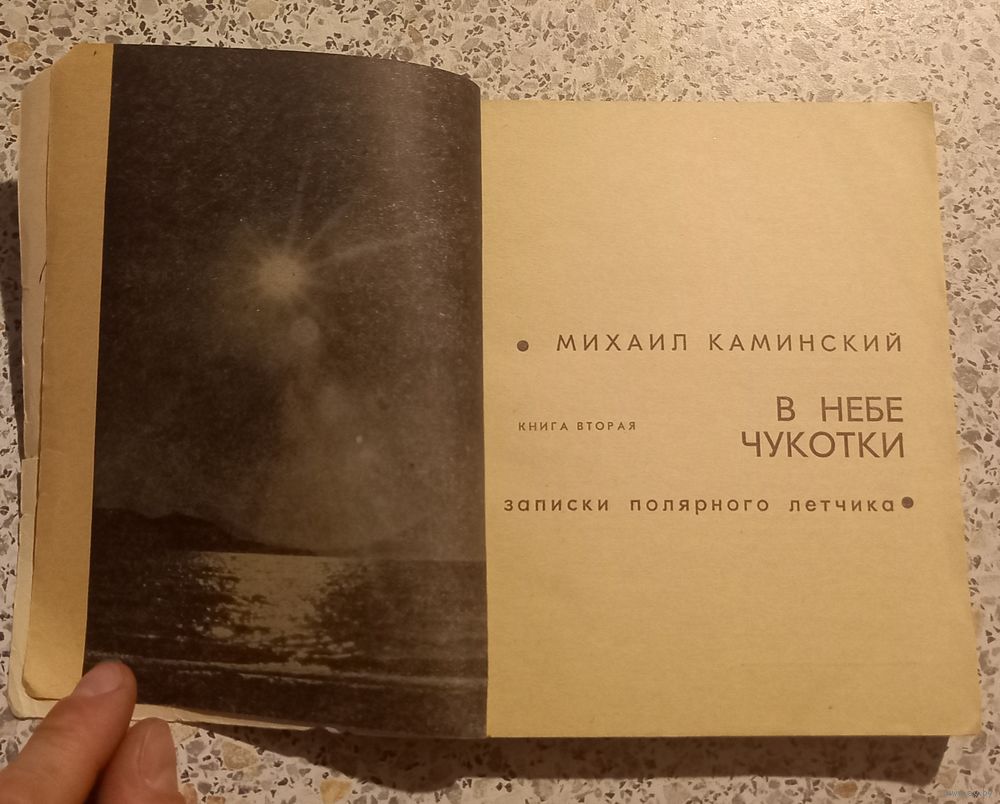 МИХАИЛ КАМИНСКИЙ
КНИГА ВТОРАЯ
В НЕБЕ
ЧУКОТКИ
записки полярного летчика